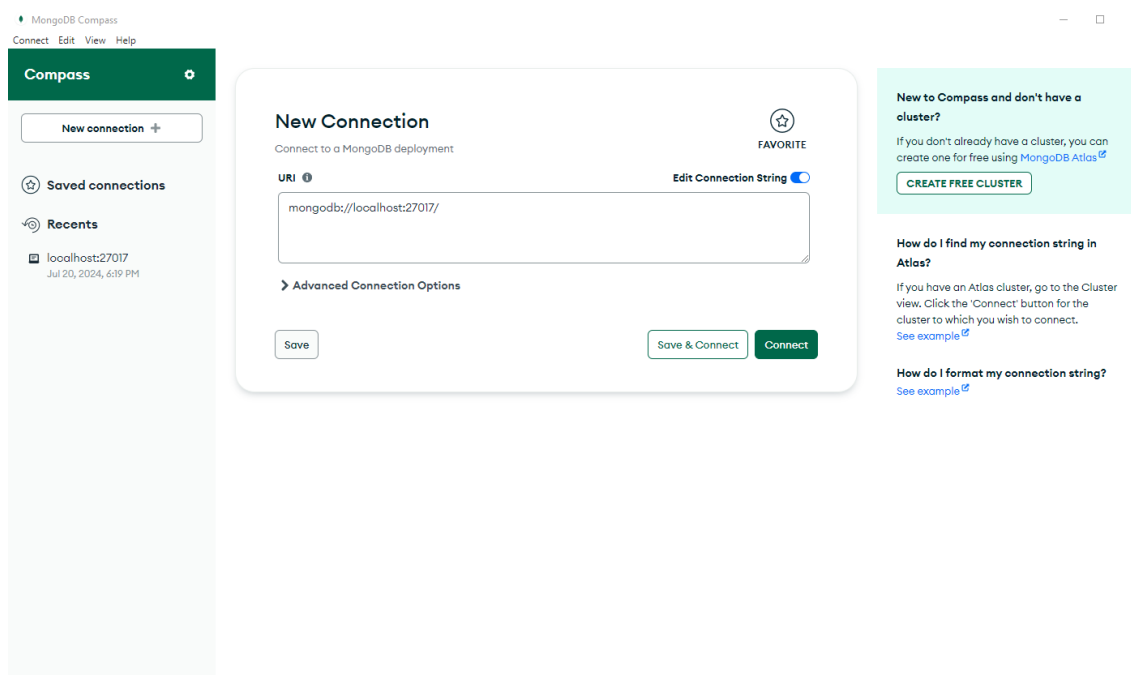 MongoDB Compass
Connect Edit View Help
Compass
New connection
Saved connections
Recents
localhost:27017
Jul 20, 2024, 6:19 PM
New Connection
Connect to a MongoDB deployment
FAVORITE
URI
Edit Connection String
mongodb://localhost:27017/
Advanced Connection Options
Save
Save & Connect
Connect
New to Compass and don't have a
cluster?
If you don't already have a cluster, you can
create one for free using MongoDB Atlas
CREATE FREE CLUSTER
How do I find my connection string in
Atlas?
If you have an Atlas cluster, go to the Cluster
view. Click the 'Connect' button for the
cluster to which you wish to connect.
See example
How do I format my connection string?
See example